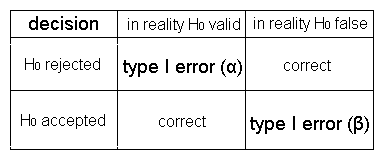 decision in reality H0 valid in reality H0 false
H0 rejected type I error (α) correct
H0 accepted correct type I error (β)